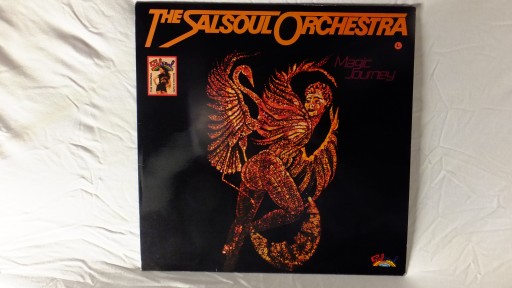 THE SALSOUL ORCHESTRA
Magic
Journey